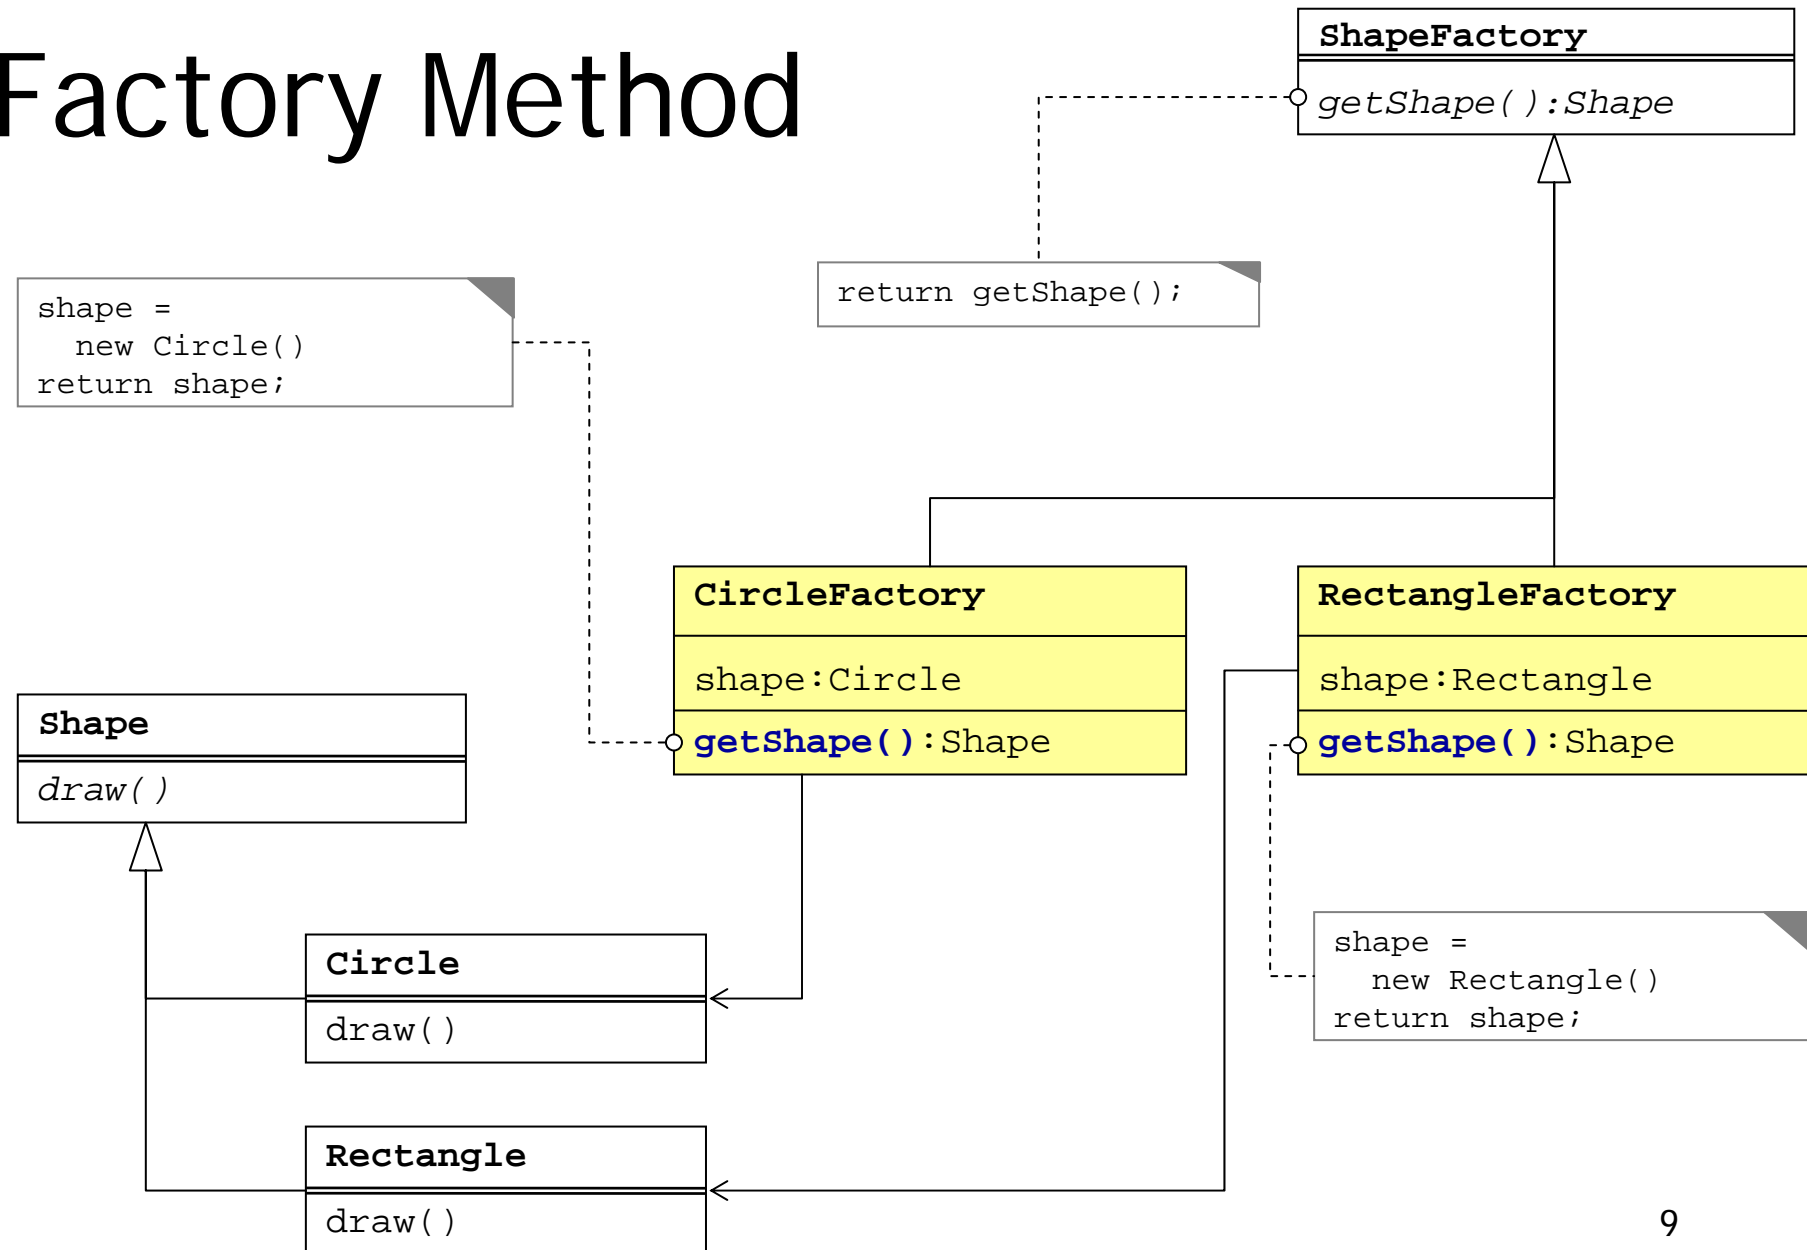 Factory Method
ShapeFactory
getShape():Shape
return getShape();
shape =
new Circle()
return shape;
CircleFactory
shape:Circle
getShape():Shape
RectangleFactory
shape:Rectangle
getShape():Shape
Shape
draw()
Circle
draw()
shape =
new Rectangle()
return shape;
Rectangle
draw()
9